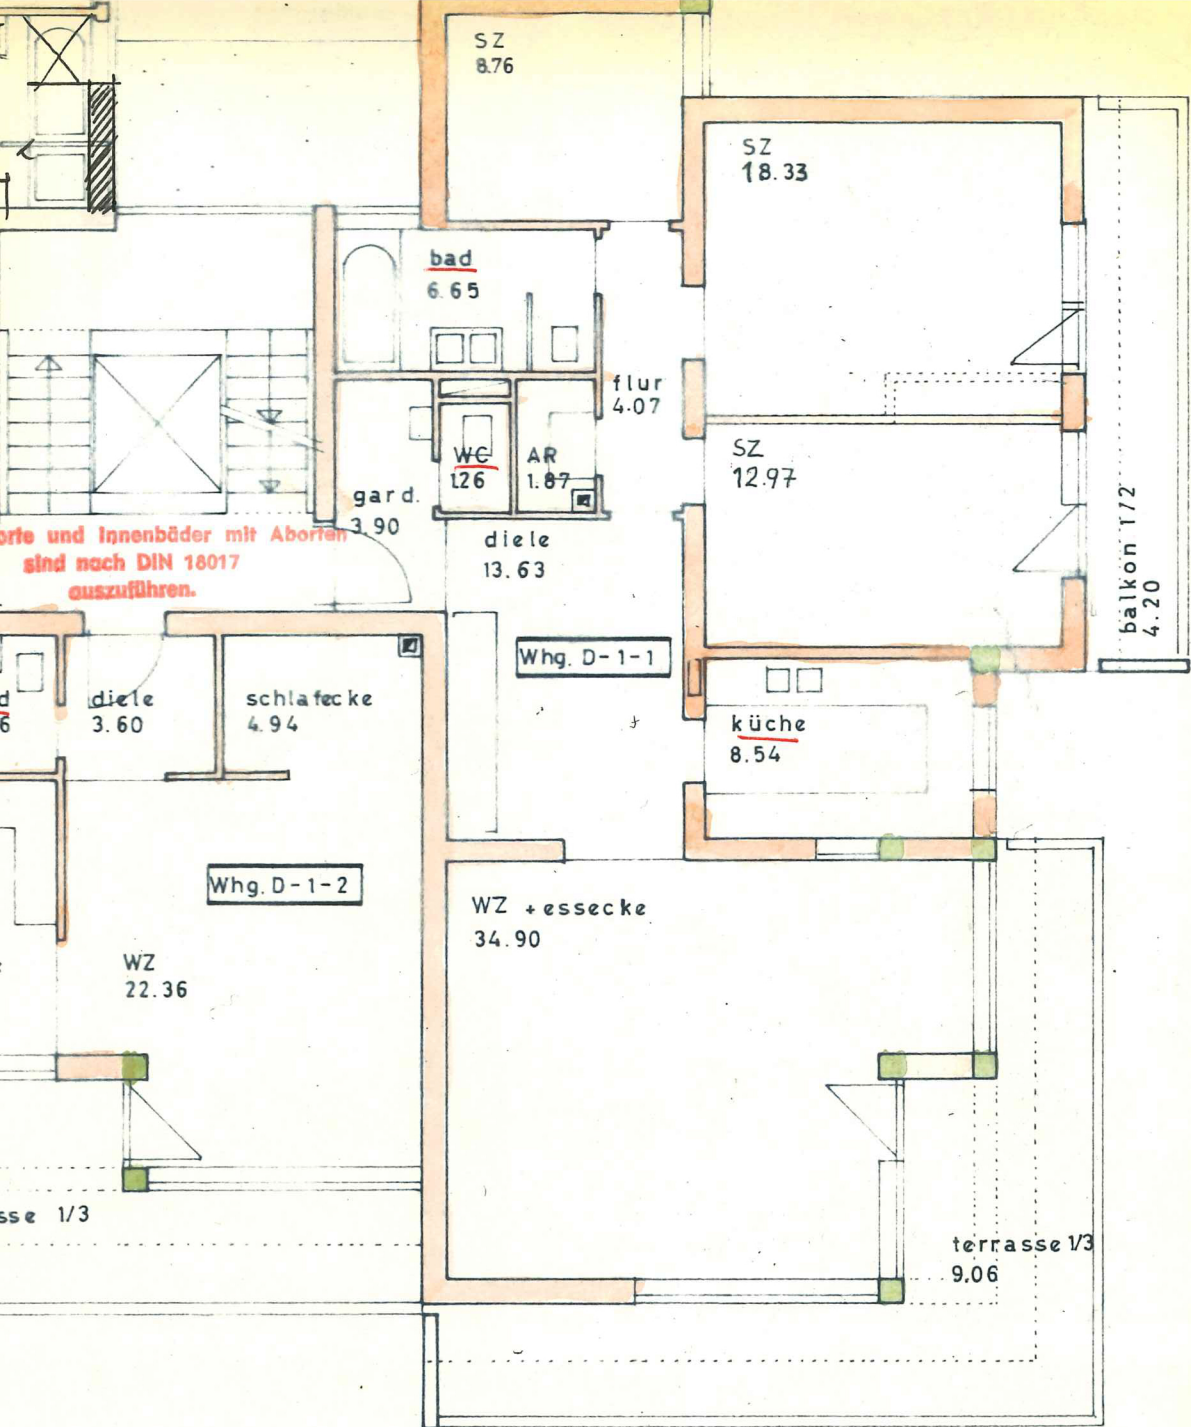 SZ
8.76
SZ
18.33
bad
6.65
flur
4.07
WC
1.26
AR
1.87
SZ
12.97
gard.
3.90
diele
13.63
balkon 1/2
4.20
und Innenbäder mit Aborten
sind nach DIN 18017
auszuführen.
Whg. D-1-1
diele
3.60
schlafecke
4.94
küche
8.54
Whg. D-1-2
WZ + essecke
34.90
WZ
22.36
1/3
terrasse 1/3
9.06